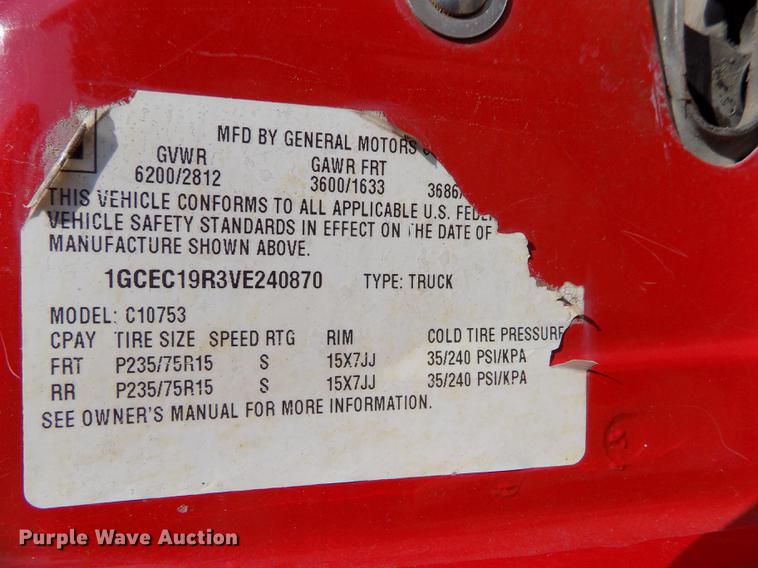 MFD BY GENERAL MOTORS
GVWR GAWR FRT
6200/2812 3600/1633 3686/
THIS VEHICLE CONFORMS TO ALL APPLICABLE U.S. FEDE
VEHICLE SAFETY STANDARDS IN EFFECT ON THE DATE OF
MANUFACTURE SHOWN ABOVE.
1GCEC19R3VE240870 TYPE: TRUCK
MODEL: C10753
CPAY TIRE SIZE SPEED RTG RIM COLD TIRE PRESSURE
FRT P235/75R15 S 15X7JJ 35/240 PSI/KPA
RR P235/75R15 S 15X7JJ 35/240 PSI/KPA
SEE OWNER'S MANUAL FOR MORE INFORMATION.
Purple Wave Auction